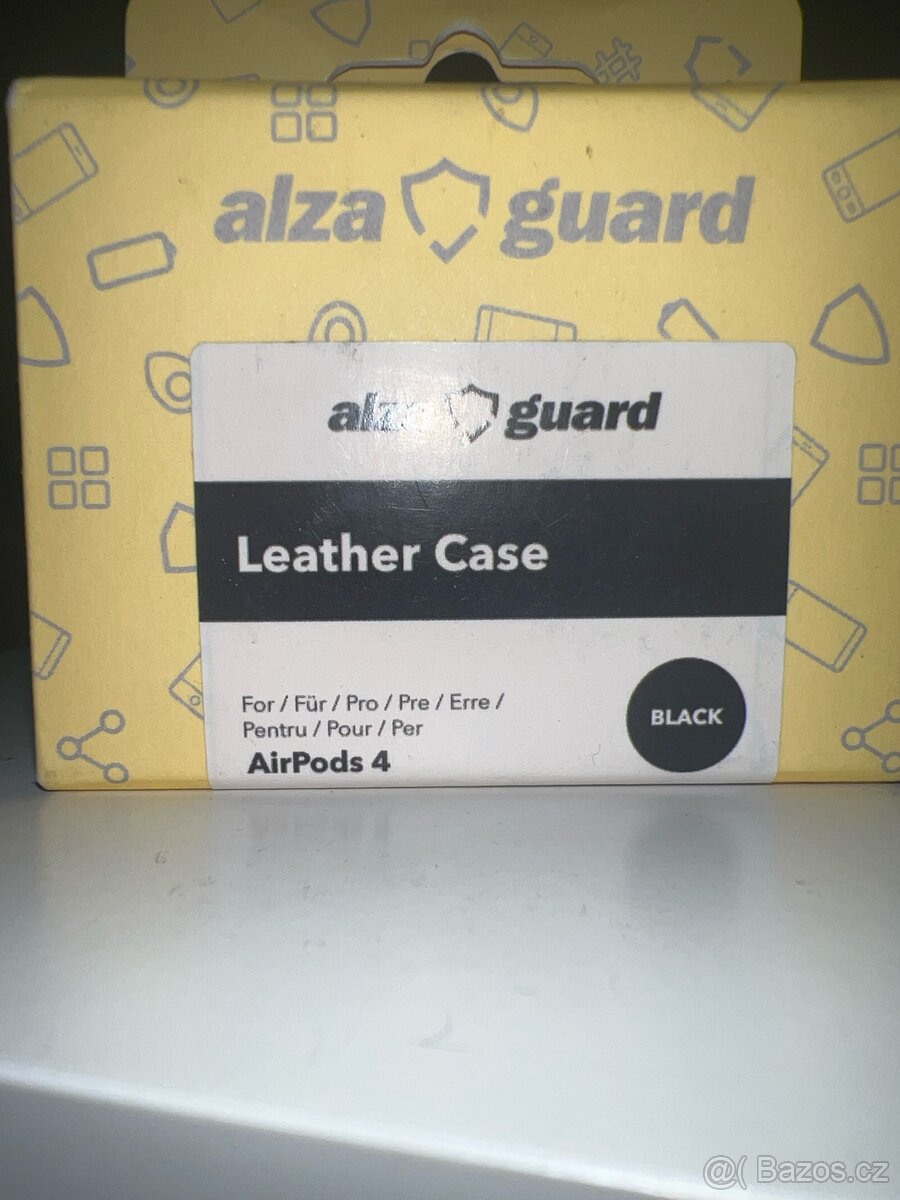 alza guard
alza guard
Leather Case
For / Für / Pro / Pre / Erre /
Pentru / Pour / Per
AirPods 4
BLACK
@( Bazos.cz